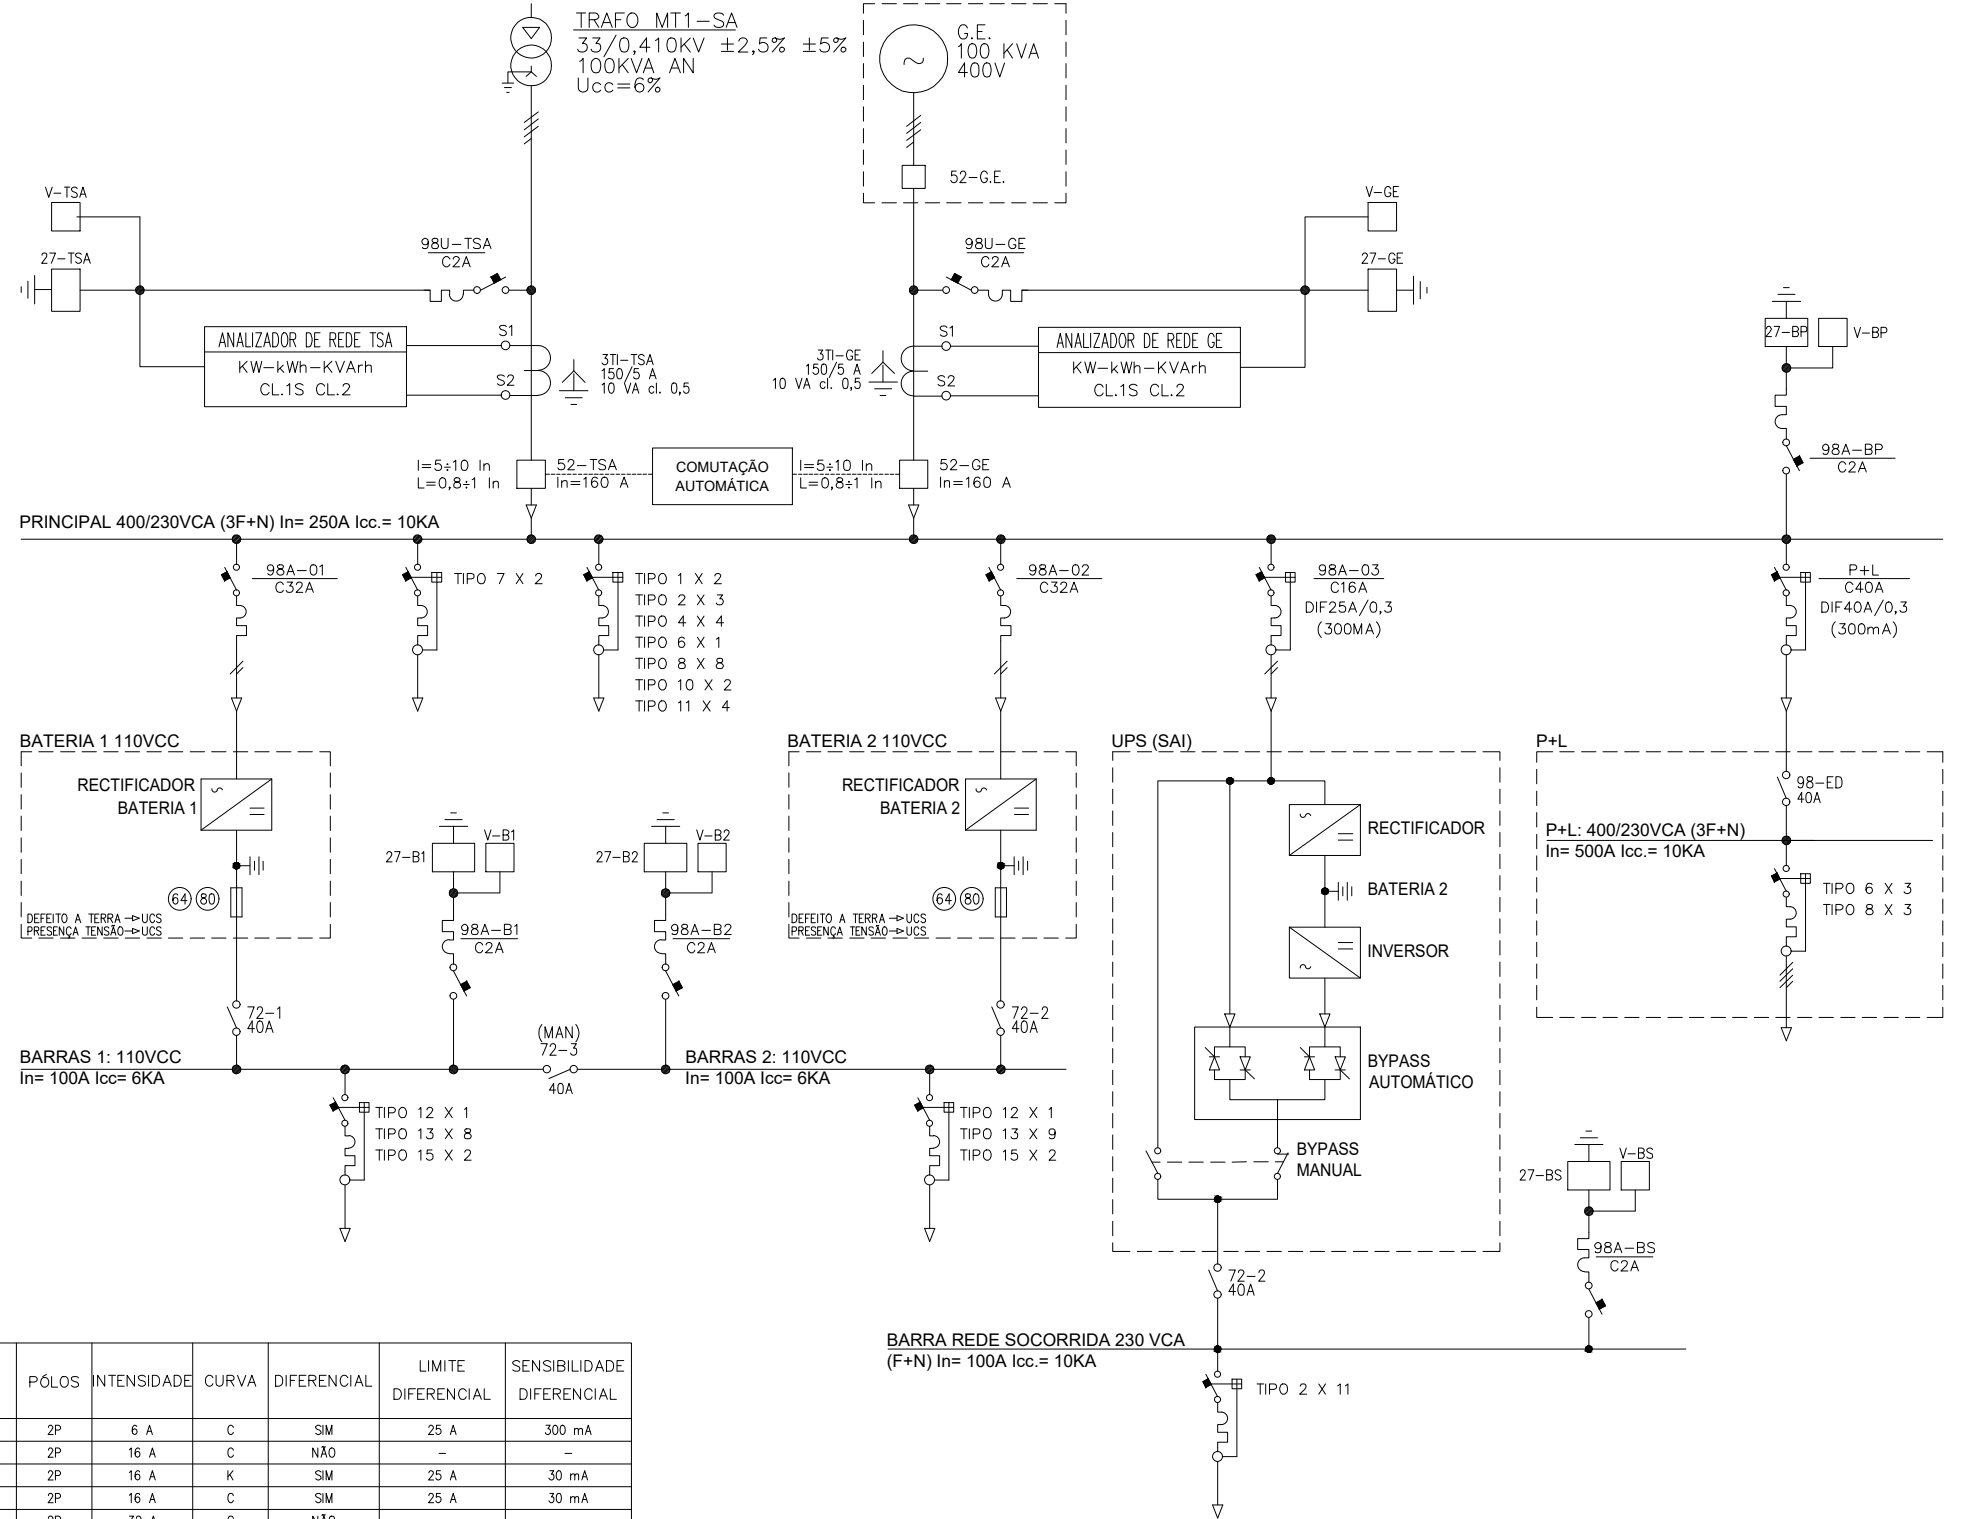 TRAFO MT1-SA
33/0,410KV ±2,5% ±5%
100KVA AN
Ucc=6%
G.E.
100 KVA
400V
~
52-G.E.
V-TSA
27-TSA
98U-TSA
C2A
98U-GE
C2A
V-GE
27-GE
ANALIZADOR DE REDE TSA
KW-kWh-KVArh
CL.1S CL.2
S1
S2
3TI-TSA
150/5 A
10 VA cl. 0,5
3TI-GE
150/5 A
10 VA cl. 0,5
S1
S2
ANALIZADOR DE REDE GE
KW-kWh-KVArh
CL.1S CL.2
27-BP
V-BP
98A-BP
C2A
I=5÷10 In
L=0,8÷1 In
52-TSA
In=160 A
COMUTAÇÃO
AUTOMÁTICA
I=5÷10 In
L=0,8÷1 In
52-GE
In=160 A
PRINCIPAL 400/230VCA (3F+N) In= 250A Icc.= 10KA
98A-01
C32A
TIPO 7 X 2
TIPO 1 X 2
TIPO 2 X 3
TIPO 4 X 4
TIPO 6 X 1
TIPO 8 X 8
TIPO 10 X 2
TIPO 11 X 4
98A-02
C32A
98A-03
C16A
DIF25A/0,3
(300MA)
P+L
C40A
DIF40A/0,3
(300mA)
BATERIA 1 110VCC
RECTIFICADOR
BATERIA 1
64 80
DEFEITO A TERRA UCS
PRESENÇA TENSÃO UCS
72-1
40A
27-B1
V-B1
98A-B1
C2A
27-B2
V-B2
98A-B2
C2A
BATERIA 2 110VCC
RECTIFICADOR
BATERIA 2
64 80
DEFEITO A TERRA UCS
PRESENÇA TENSÃO UCS
72-2
40A
UPS (SAI)
RECTIFICADOR
BATERIA 2
INVERSOR
BYPASS
AUTOMÁTICO
BYPASS
MANUAL
P+L
98-ED
40A
P+L: 400/230VCA (3F+N)
In= 500A Icc.= 10KA
TIPO 6 X 3
TIPO 8 X 3
BARRAS 1: 110VCC
In= 100A Icc= 6KA
(MAN)
72-3
40A
BARRAS 2: 110VCC
In= 100A Icc= 6KA
TIPO 12 X 1
TIPO 13 X 8
TIPO 15 X 2
TIPO 12 X 1
TIPO 13 X 9
TIPO 15 X 2
27-BS
V-BS
98A-BS
C2A
72-2
40A
BARRA REDE SOCORRIDA 230 VCA
(F+N) In= 100A Icc.= 10KA
TIPO 2 X 11
PÓLOS INTENSIDADE CURVA DIFERENCIAL LIMITE DIFERENCIAL SENSIBILIDADE DIFERENCIAL
2P 6 A C SIM 25 A 300 mA
2P 16 A C NÃO - -
2P 16 A K SIM 25 A 30 mA
2P 16 A C SIM 25 A 30 mA